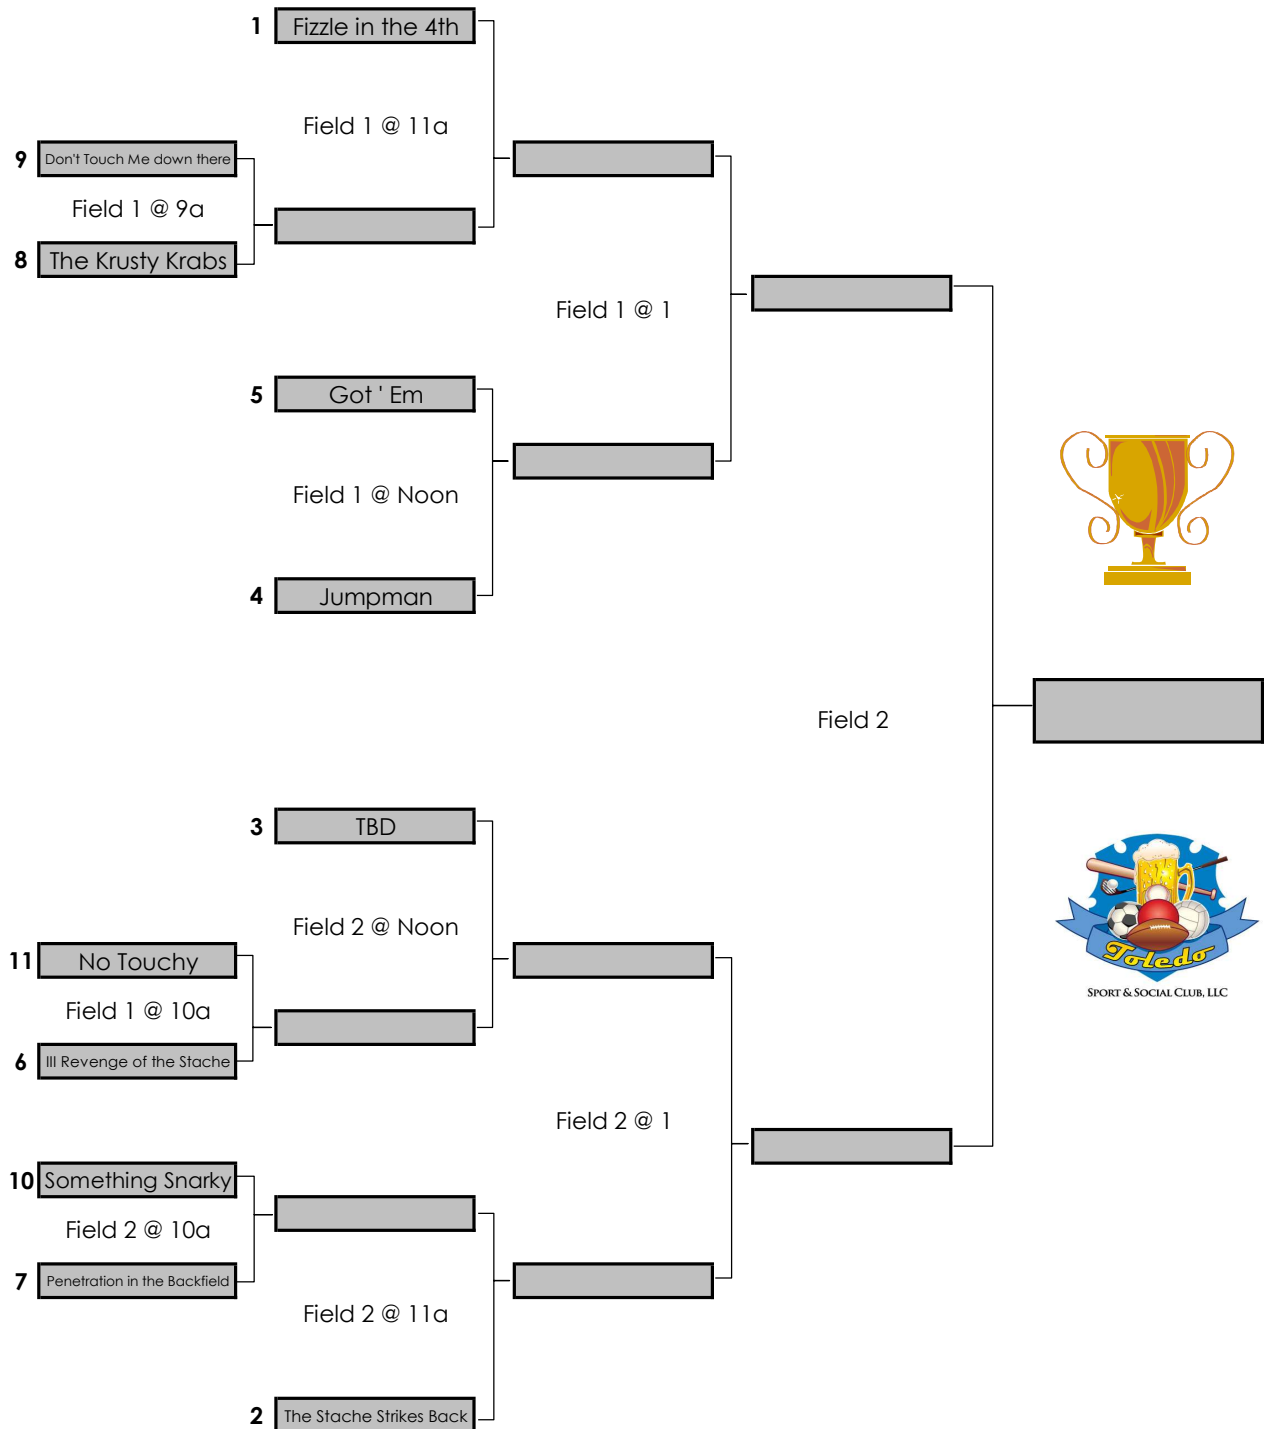 1 Fizzle in the 4th
Field 1 @ 11a
9 Don't Touch Me down there
Field 1 @ 9a
8 The Krusty Krabs
Field 1 @ 1
5 Got ' Em
Field 1 @ Noon
4 Jumpman
Field 2
3 TBD
Field 2 @ Noon
11 No Touchy
Field 1 @ 10a
6 III Revenge of the Stache
Field 2 @ 1
10 Something Snarky
Field 2 @ 10a
7 Penetration in the Backfield
Field 2 @ 11a
2 The Stache Strikes Back
Toledo
SPORT & SOCIAL CLUB, LLC